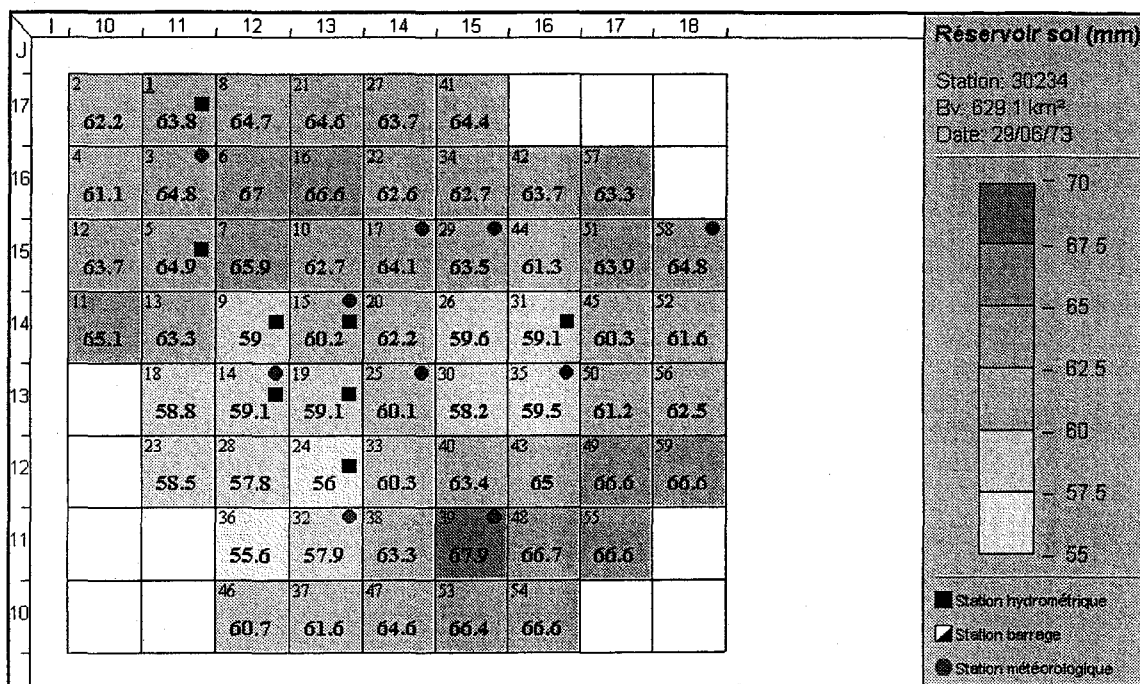 I 10 11 12 13 14 15 16 17 18
J
2 1 8 21 27 41
17 62.2 63.8 64.7 64.6 63.7 64.4
4 3 6 16 22 34 42 57
16 61.1 64.8 67 66.6 62.6 62.7 63.7 63.3
12 5 7 10 17 29 44 51 58
15 63.7 64.9 65.9 62.7 64.1 63.5 61.3 63.9 64.8
11 13 9 15 20 26 31 45 52
14 65.1 63.3 59 60.2 62.2 59.6 59.1 60.3 61.6
18 14 19 25 30 35 50 56
13 58.8 59.1 59.1 60.1 58.2 59.5 61.2 62.5
23 28 24 33 40 43 49 59
12 58.5 57.8 56 60.3 63.4 65 66.6 66.6
36 32 38 39 48 55
11 55.6 57.9 63.3 67.9 66.7 66.6
46 37 47 53 54
10 60.7 61.6 64.6 66.4 66.6
Réservoir sol (mm)
Station: 30234
Bv: 629.1 km²
Date: 29/06/73
70
67.5
65
62.5
60
57.5
55
Station hydrométrique
Station barrage
Station météorologique